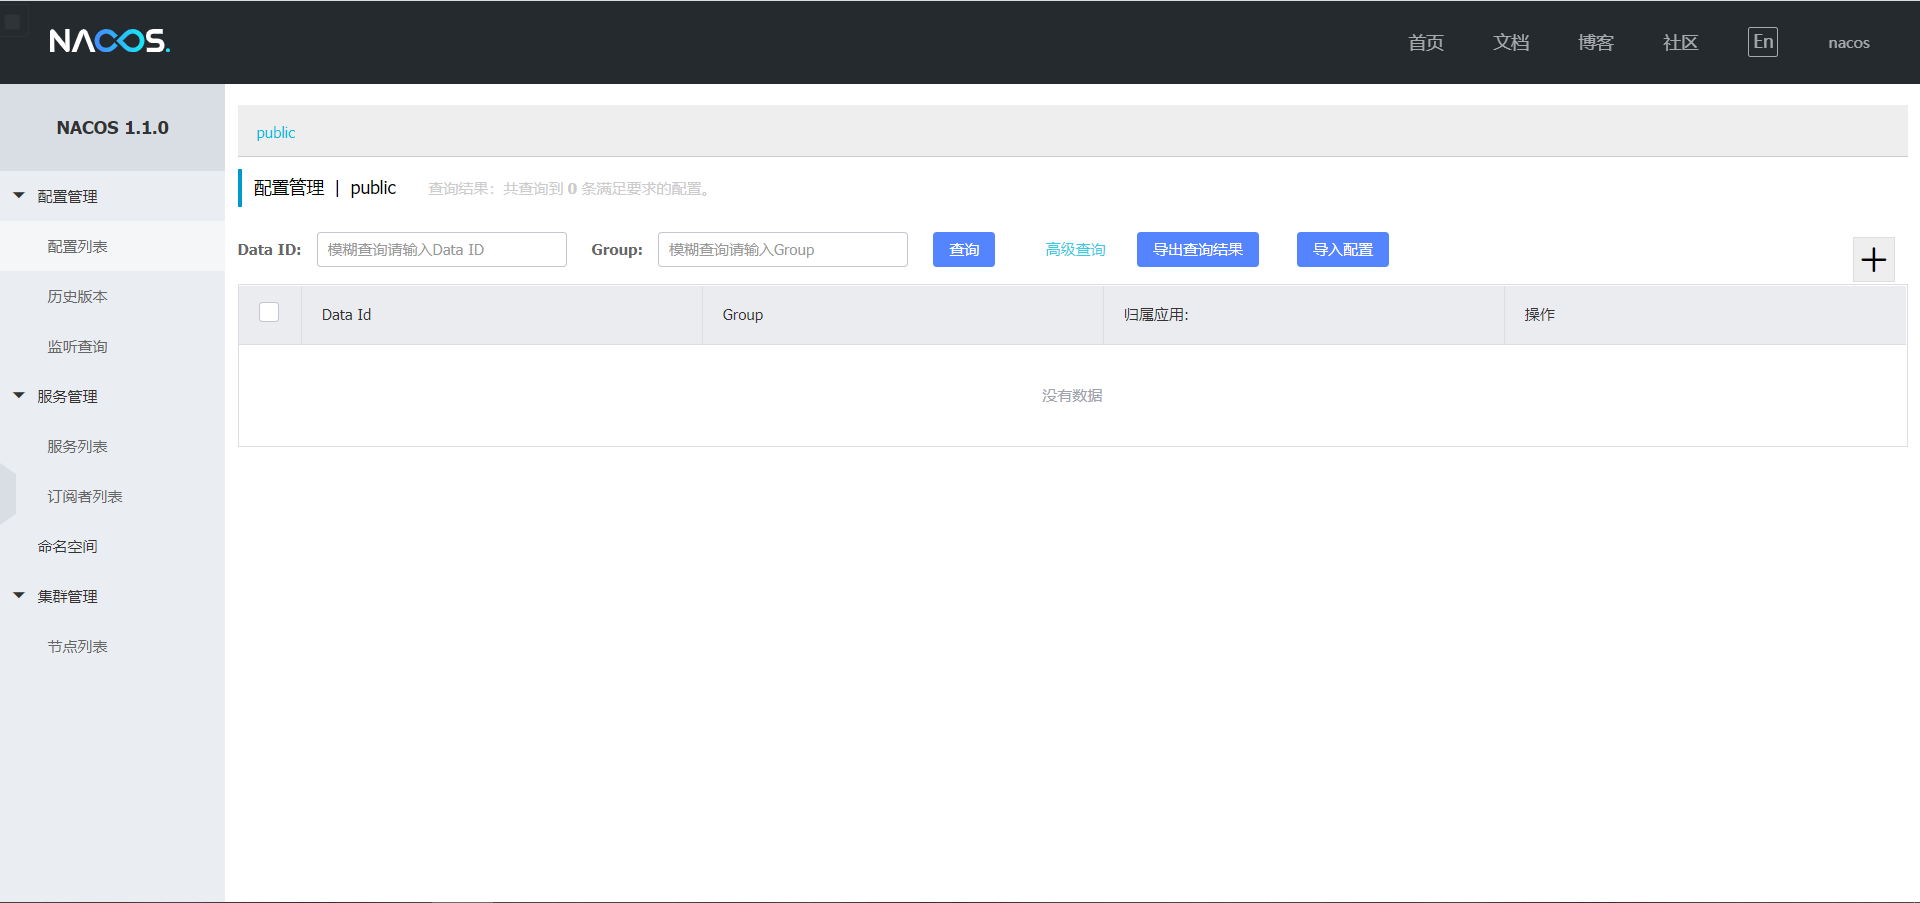 NACOS.
首页 文档 博客 社区 En nacos
NACOS 1.1.0
配置管理
配置列表
历史版本
监听查询
服务管理
服务列表
订阅者列表
命名空间
集群管理
节点列表
public
配置管理 | public 查询结果：共查询到 0 条满足要求的配置。
Data ID: 模糊查询请输入Data ID Group: 模糊查询请输入Group 查询 高级查询 导出查询结果 导入配置
Data Id Group 归属应用: 操作
没有数据